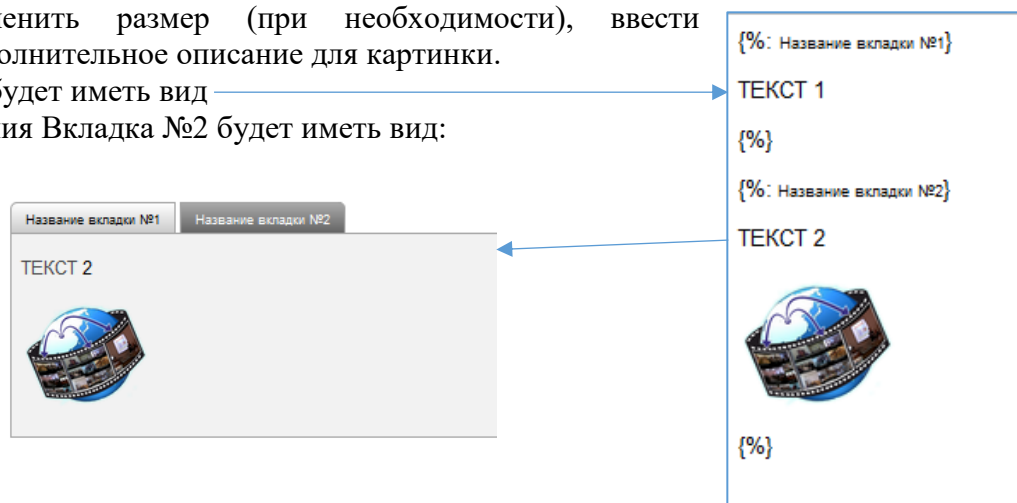 енить размер (при необходимости), ввести
олнительное описание для картинки.
будет иметь вид
ия Вкладка №2 будет иметь вид:
Название вкладки №1 Название вкладки №2
ТЕКСТ 2
{%: Название вкладки №1}
ТЕКСТ 1
{%}
{%: Название вкладки №2}
ТЕКСТ 2
{%}